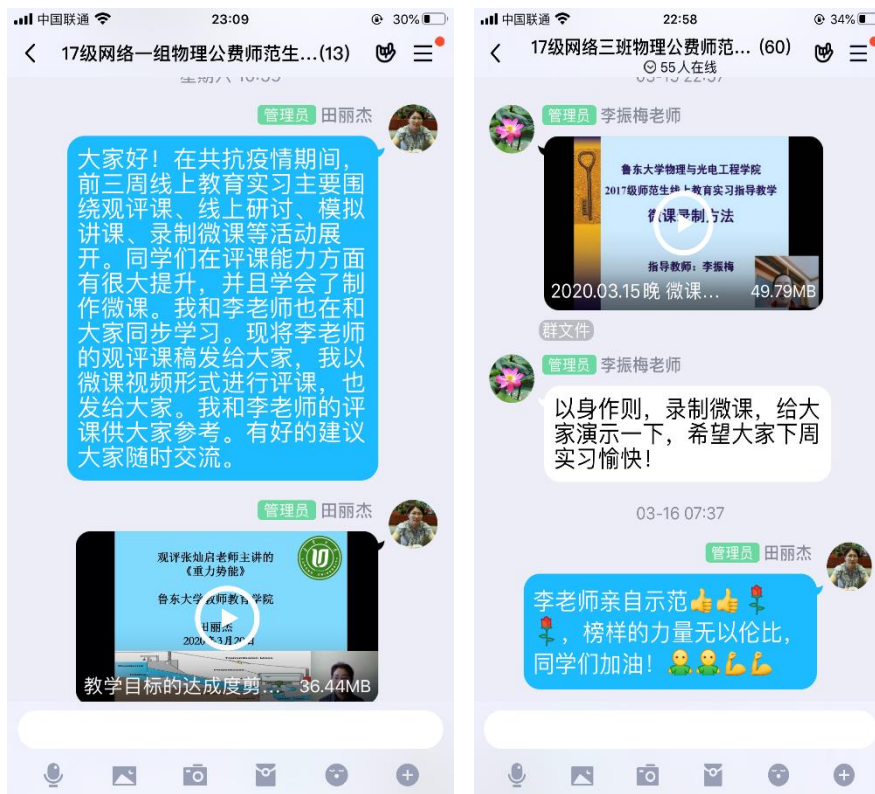 中国联通
23:09
30%
17级网络一组物理公费师范生...(13)
管理员 田丽杰
大家好！在共抗疫情期间，
前三周线上教育实习主要围
绕观评课、线上研讨、模拟
讲课、录制微课等活动展
开。同学们在评课能力方面
有很大提升，并且学会了制
作微课。我和李老师也在和
大家同步学习。现将李老师
的观评课稿发给大家，我以
微课视频形式进行评课，也
发给大家。我和李老师的评
课供大家参考。有好的建议
大家随时交流。
管理员 田丽杰
观评张灿启老师主讲的
《重力势能》
鲁东大学教师教育学院
田丽杰
教学目标的达成度剪... 36.44MB
中国联通
22:58
34%
17级网络三班物理公费师范... (60)
55人在线
管理员 李振梅老师
鲁东大学物理与光电工程学院
2017级师范生线上教育实习指导教学
微课录制方法
指导教师：李振梅
2020.03.15晚 微课... 49.79MB
群文件
管理员 李振梅老师
以身作则，录制微课，给大
家演示一下，希望大家下周
实习愉快！
03-16 07:37
管理员 田丽杰
李老师亲自示范👍👍🌹
🌹，榜样的力量无以伦比，
同学们加油！💪💪